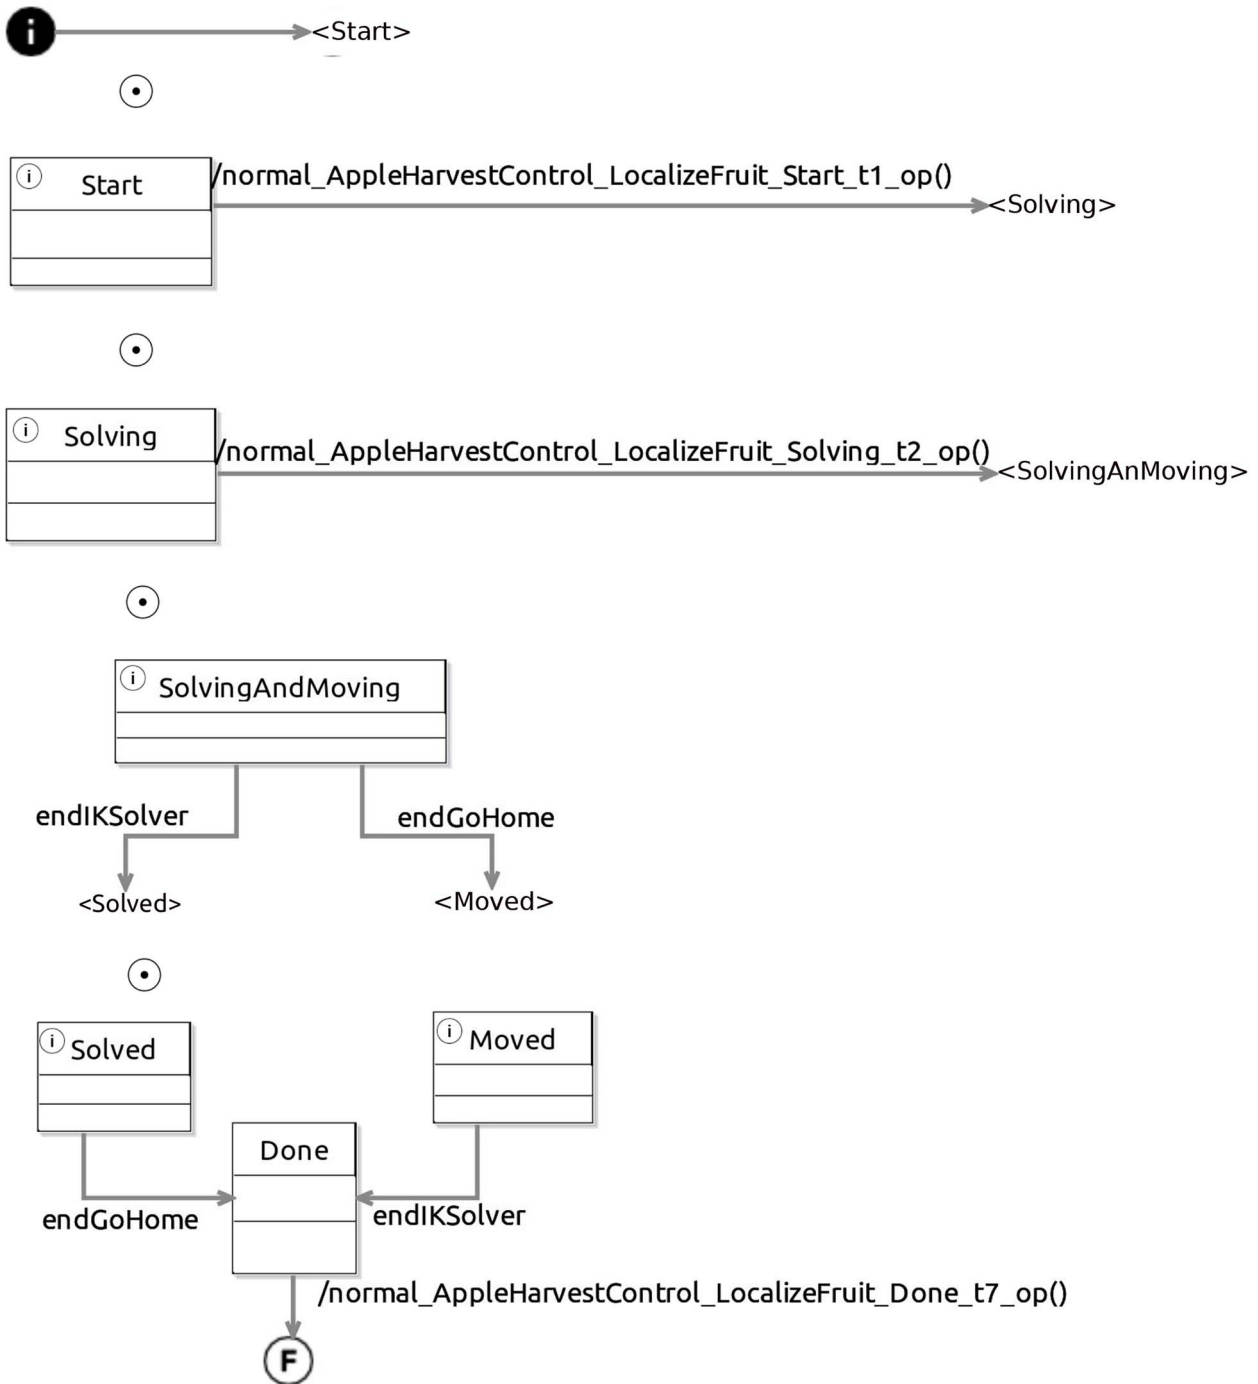 i
<Start>
i
Start
/normal_AppleHarvestControl_LocalizeFruit_Start_t1_op()
<Solving>
i
Solving
/normal_AppleHarvestControl_LocalizeFruit_Solving_t2_op()
<SolvingAnMoving>
i
SolvingAndMoving
endIKSolver
endGoHome
<Solved>
<Moved>
i
Solved
i
Moved
Done
endGoHome
endIKSolver
/normal_AppleHarvestControl_LocalizeFruit_Done_t7_op()
F